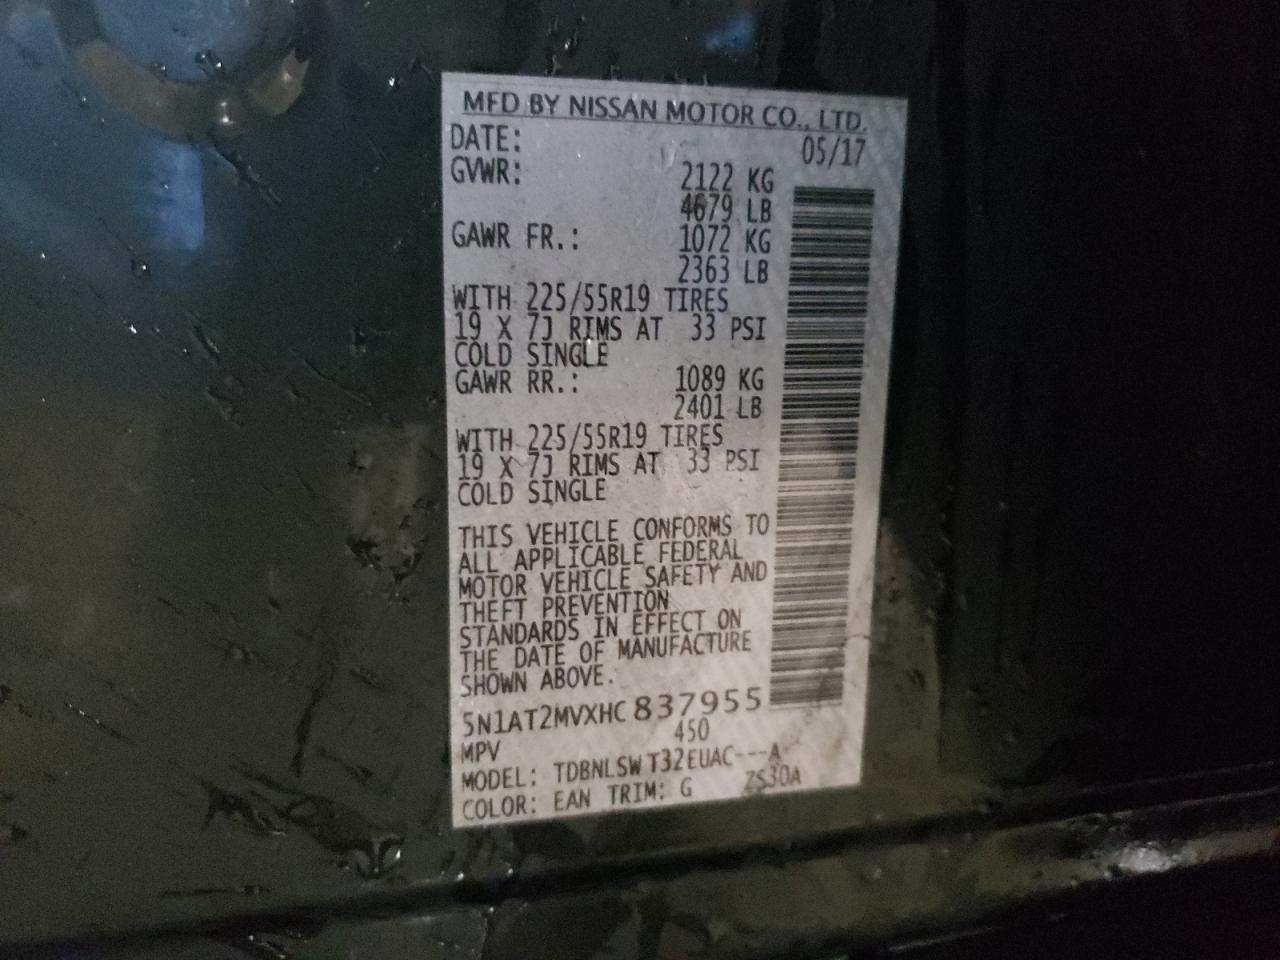 MFD BY NISSAN MOTOR CO., LTD.
DATE: 05/17
GVWR: 2122 KG
4679 LB
GAWR FR.: 1072 KG
2363 LB
WITH 225/55R19 TIRES
19 X 7J RIMS AT 33 PSI
COLD SINGLE
GAWR RR.: 1089 KG
2401 LB
WITH 225/55R19 TIRES
19 X 7J RIMS AT 33 PSI
COLD SINGLE
THIS VEHICLE CONFORMS TO
ALL APPLICABLE FEDERAL
MOTOR VEHICLE SAFETY AND
THEFT PREVENTION
STANDARDS IN EFFECT ON
THE DATE OF MANUFACTURE
SHOWN ABOVE.
5N1AT2MVXHC837955
MPV 450
MODEL: TDBNLSW T32EUAC---A
COLOR: EAN TRIM: G ZS30A